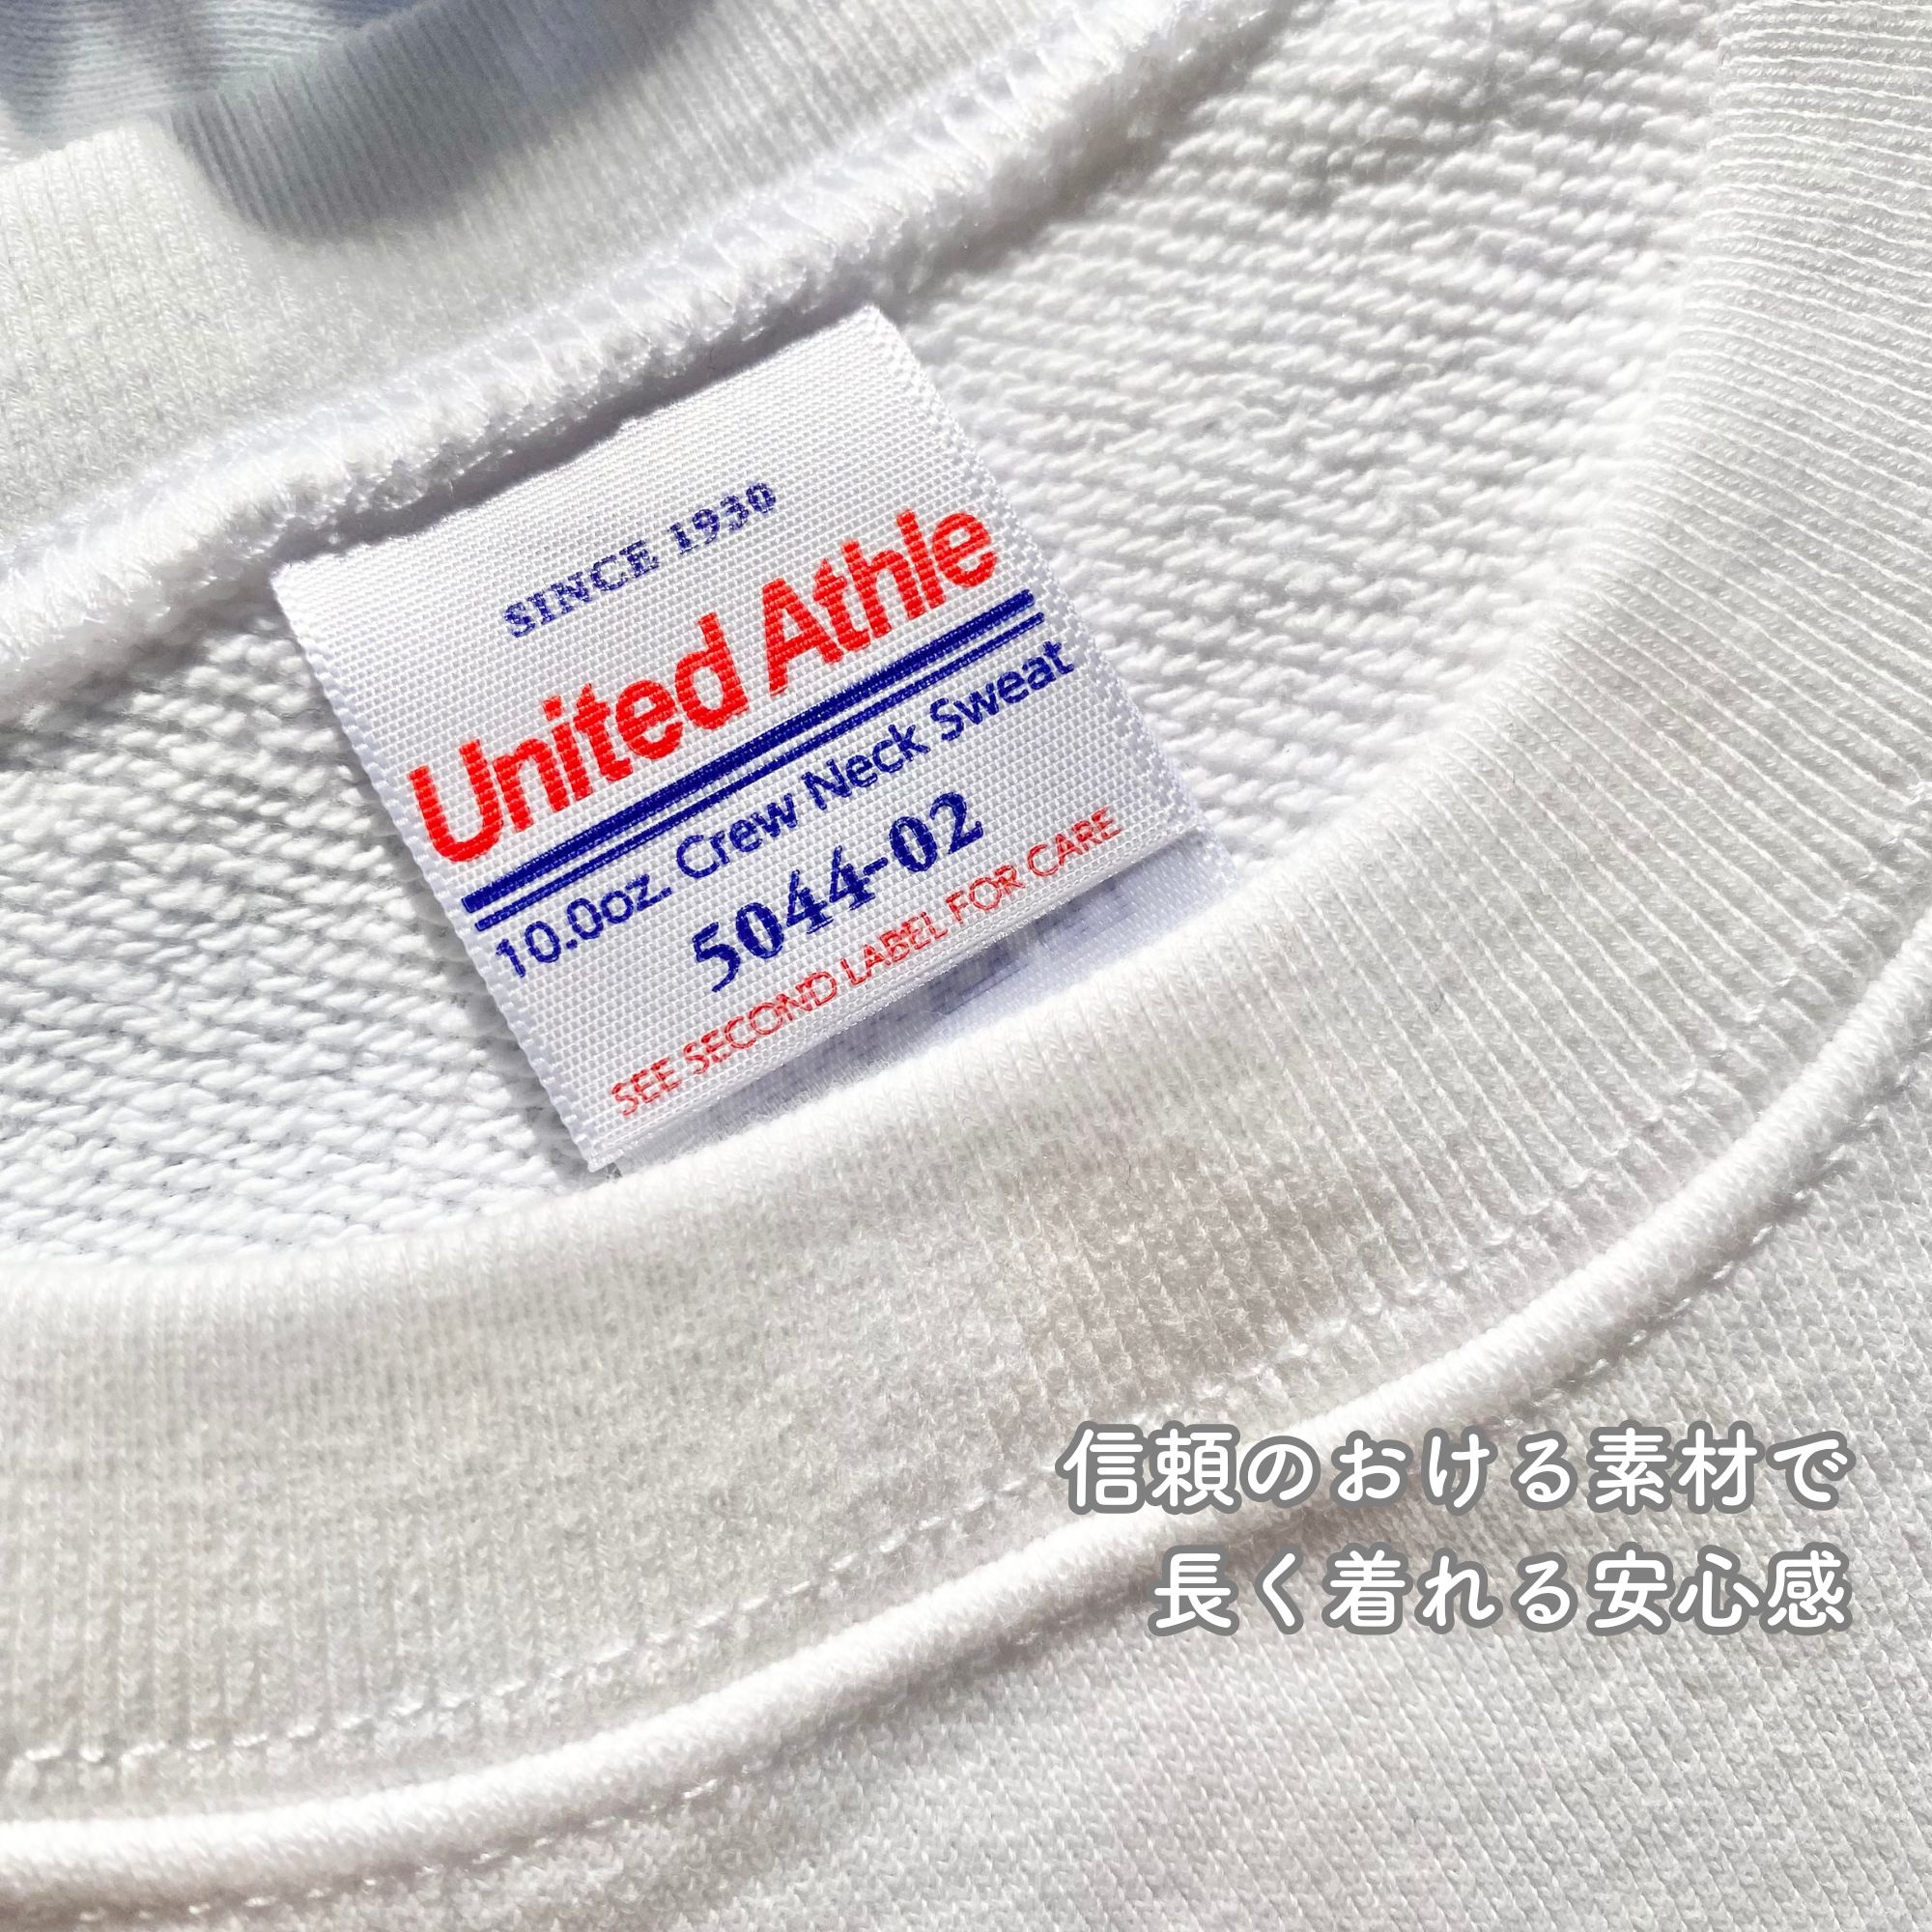 SINCE 1930
United Athle
10.0oz. Crew Neck Sweat
5044-02
SEE SECOND LABEL FOR CARE
信頼のおける素材で
長く着れる安心感